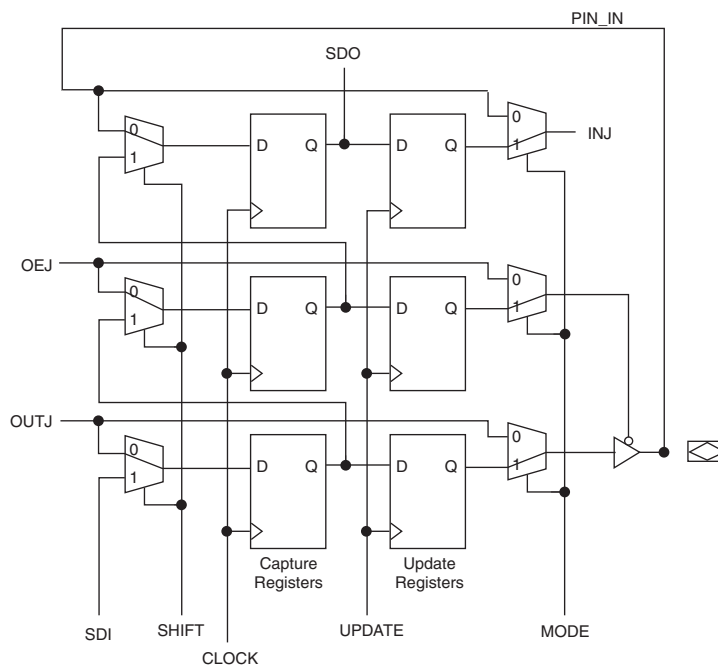 PIN_IN
SDO
0
1
D Q
D Q
0
1
INJ
OEJ
0
1
D Q
D Q
0
1
OUTJ
0
1
D Q
D Q
0
1
Capture
Registers
Update
Registers
SDI
SHIFT
CLOCK
UPDATE
MODE